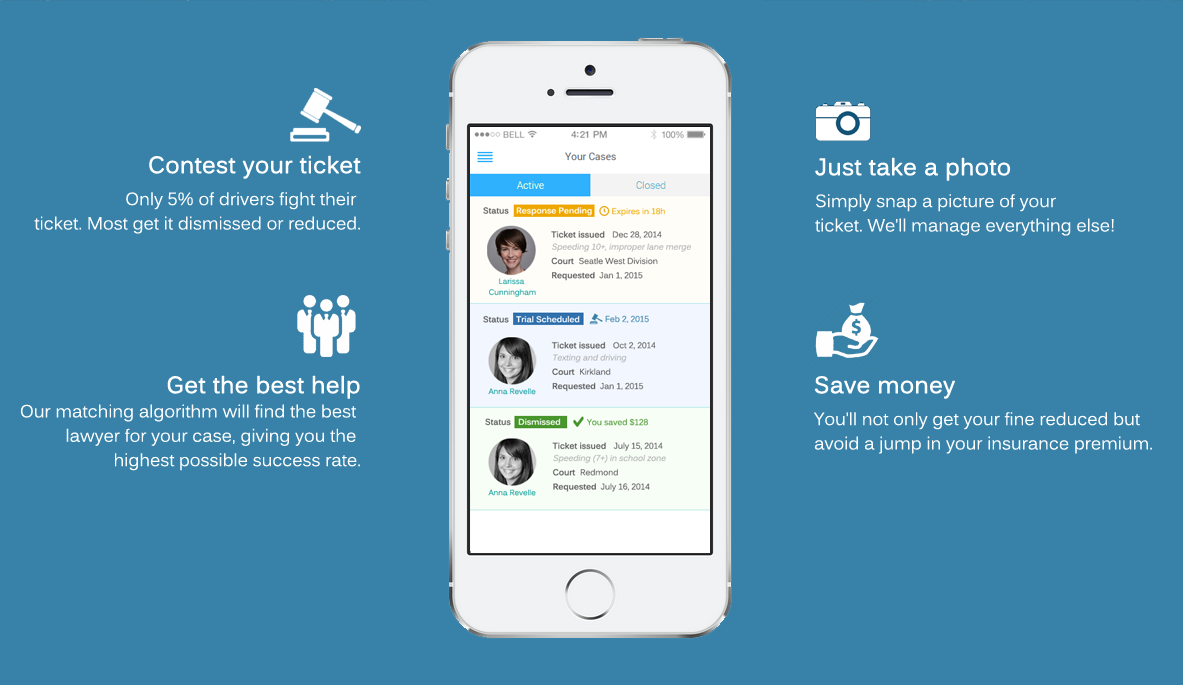 Contest your ticket
Only 5% of drivers fight their
ticket. Most get it dismissed or reduced.
Get the best help
Our matching algorithm will find the best
lawyer for your case, giving you the
highest possible success rate.
BELL 4:21 PM 100%
Your Cases
Active Closed
Status Response Pending Expires in 18h
Ticket issued Dec 28, 2014
Speeding 10+, improper lane merge
Court Seatle West Division
Requested Jan 1, 2015
Larissa
Cunningham
Status Trial Scheduled Feb 2, 2015
Ticket issued Oct 2, 2014
Texting and driving
Court Kirkland
Requested Jan 1, 2015
Anna Revelle
Status Dismissed You saved $128
Ticket issued July 15, 2014
Speeding (7+) in school zone
Court Redmond
Requested July 16, 2014
Anna Revelle
Just take a photo
Simply snap a picture of your
ticket. We'll manage everything else!
$
Save money
You'll not only get your fine reduced but
avoid a jump in your insurance premium.